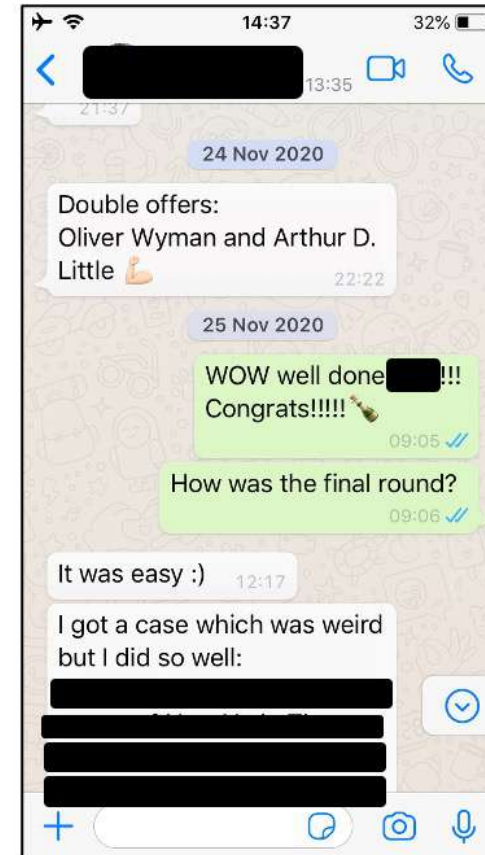 14:37
32%
13:35
21:37
24 Nov 2020
Double offers:
Oliver Wyman and Arthur D.
Little 💪🏻
22:22
25 Nov 2020
WOW well done !!!
Congrats!!!!! 🍾
09:05
How was the final round?
09:06
It was easy :)
12:17
I got a case which was weird
but I did so well: